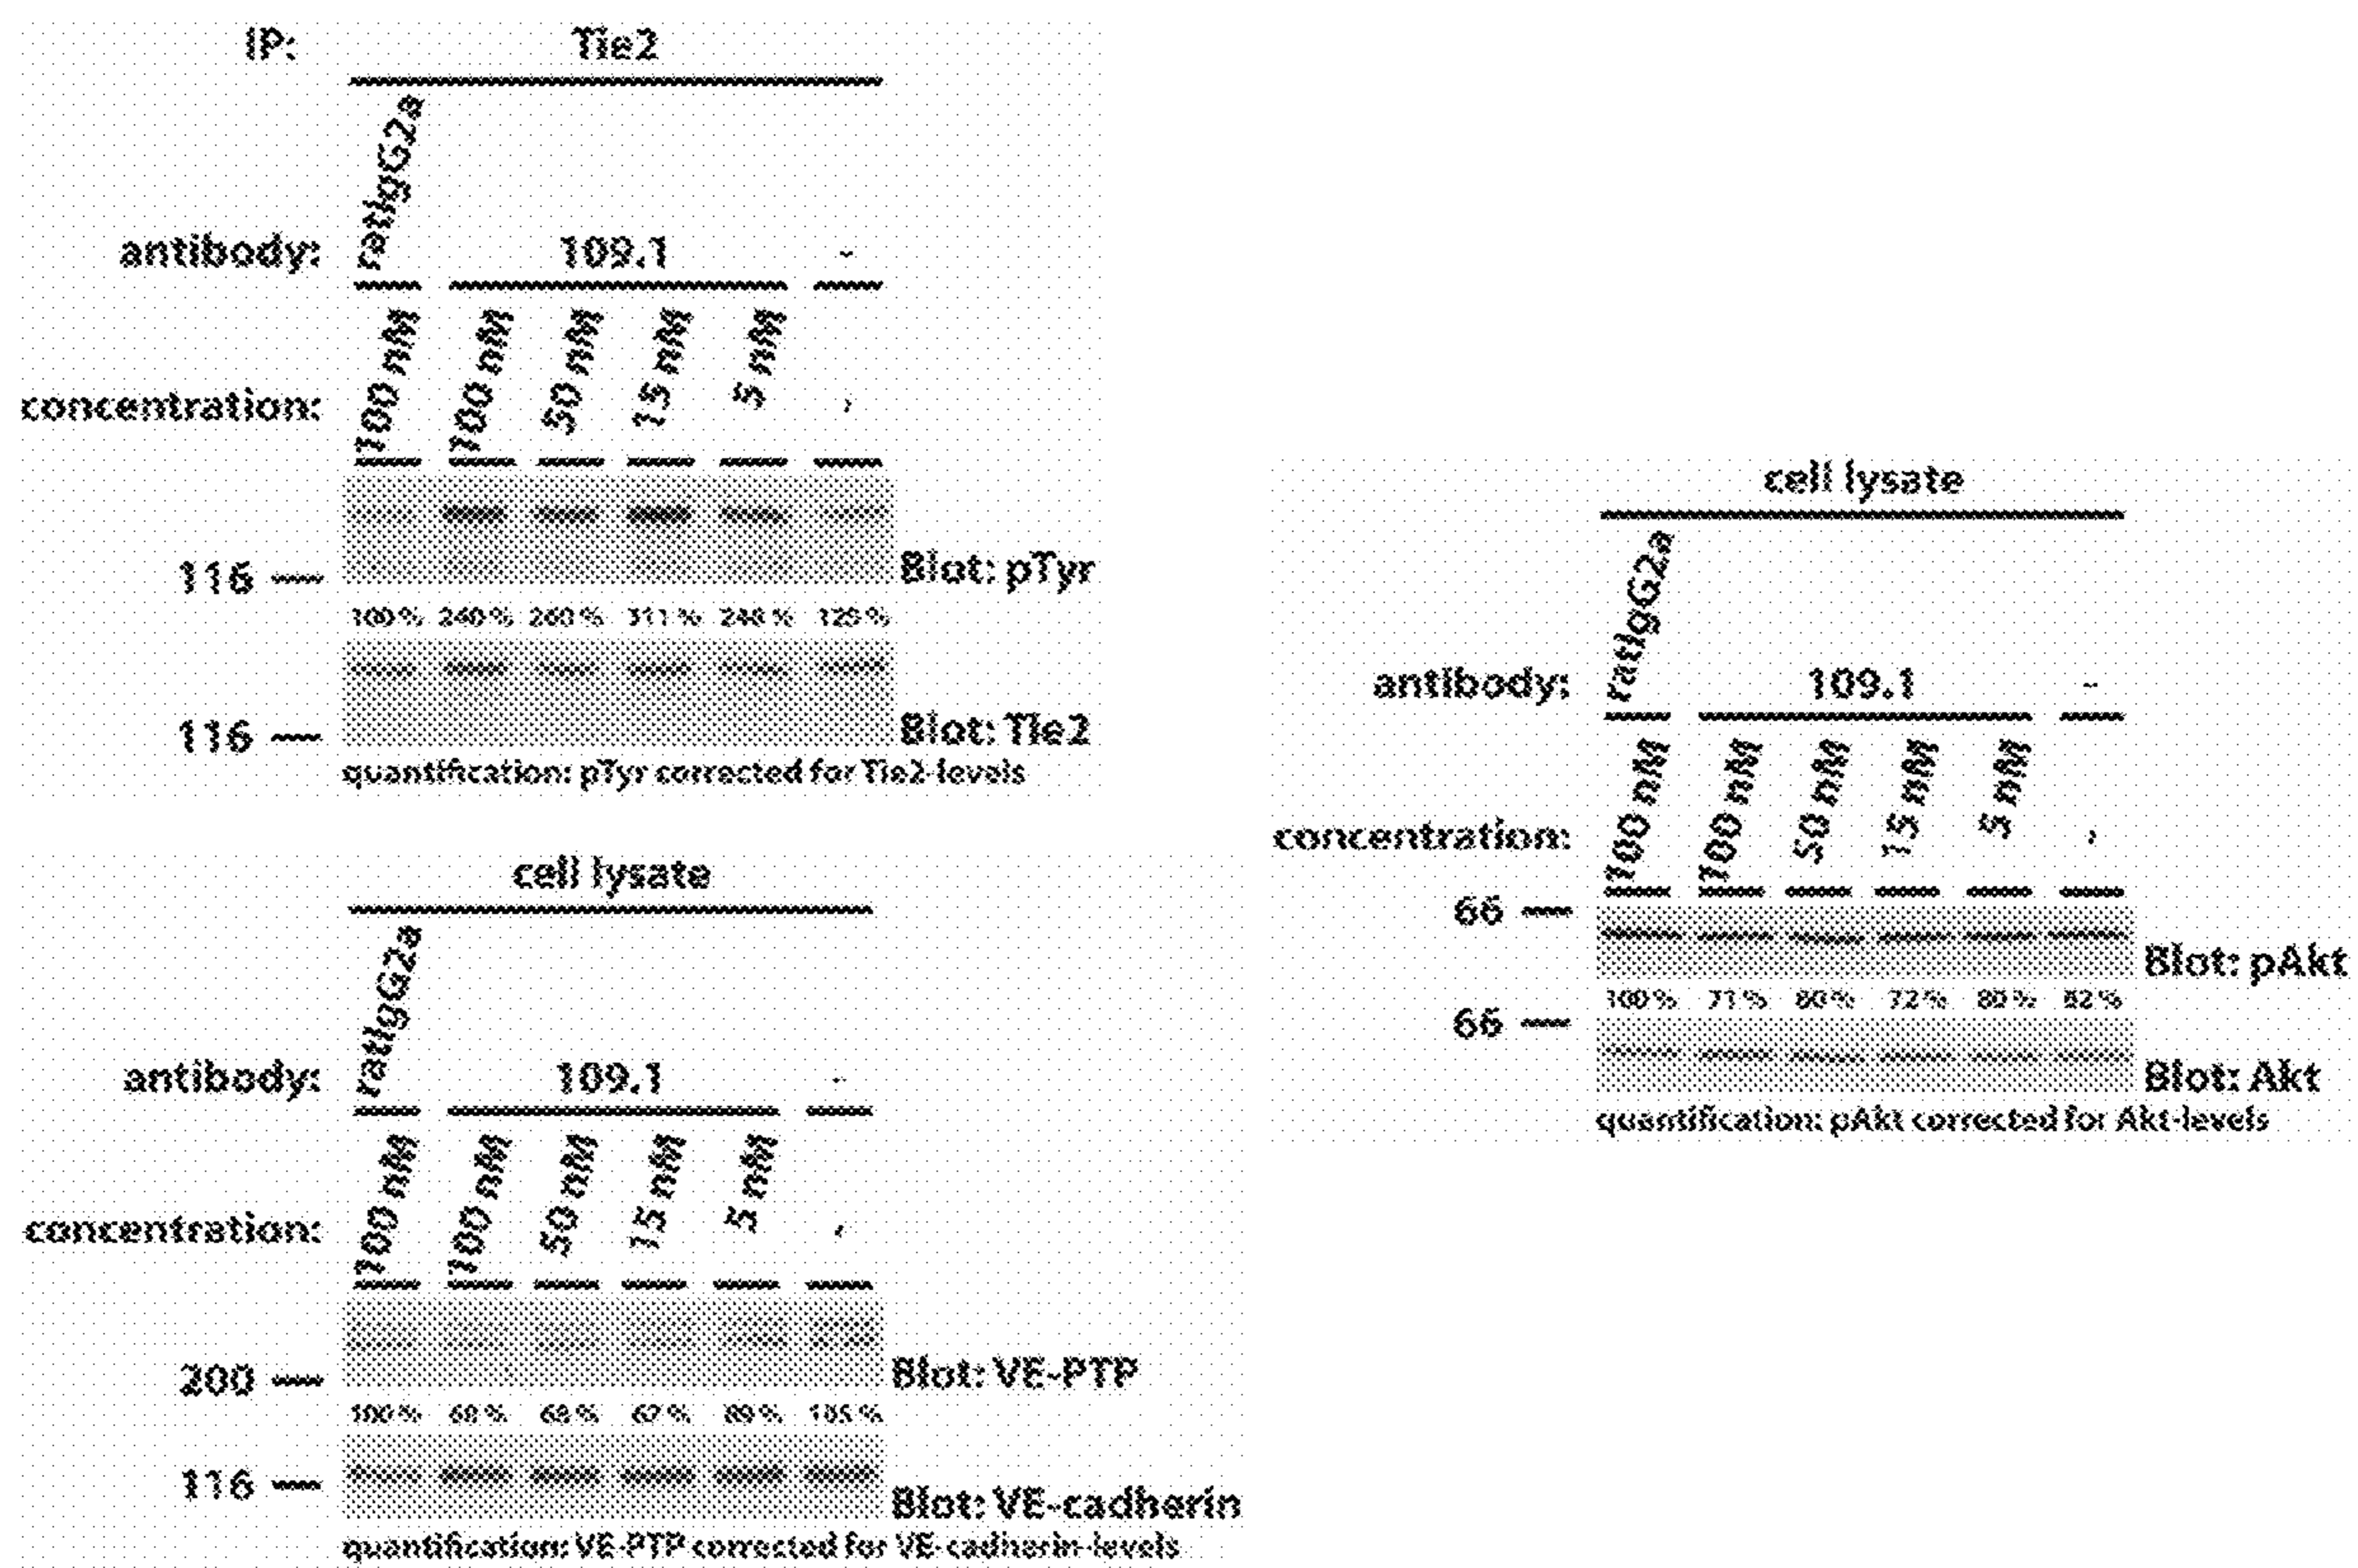 IP: Tie2
antibody: ratIgG2a 109.1 -
concentration: 100 nM 100 nM 50 nM 15 nM 5 nM
116
Blot: pTyr
100 % 240 % 260 % 311 % 248 % 129 %
116
Blot: Tie2
quantification: pTyr corrected for Tie2-levels
cell lysate
antibody: ratIgG2a 109.1 -
concentration: 100 nM 100 nM 50 nM 15 nM 5 nM
200
Blot: VE-PTP
100 % 68 % 68 % 67 % 89 % 105 %
116
Blot: VE-cadherin
quantification: VE-PTP corrected for VE-cadherin-levels
cell lysate
antibody: ratIgG2a 109.1 -
concentration: 100 nM 100 nM 50 nM 15 nM 5 nM
66
Blot: pAkt
100 % 71 % 80 % 72 % 80 % 82 %
66
Blot: Akt
quantification: pAkt corrected for Akt-levels